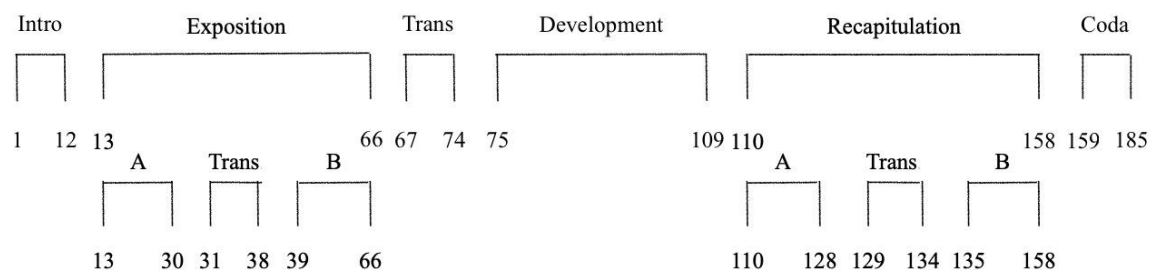 Intro Exposition Trans Development Recapitulation Coda
1 12 13 66 67 74 75 109 110 158 159 185
A Trans B A Trans B
13 30 31 38 39 66 110 128 129 134 135 158